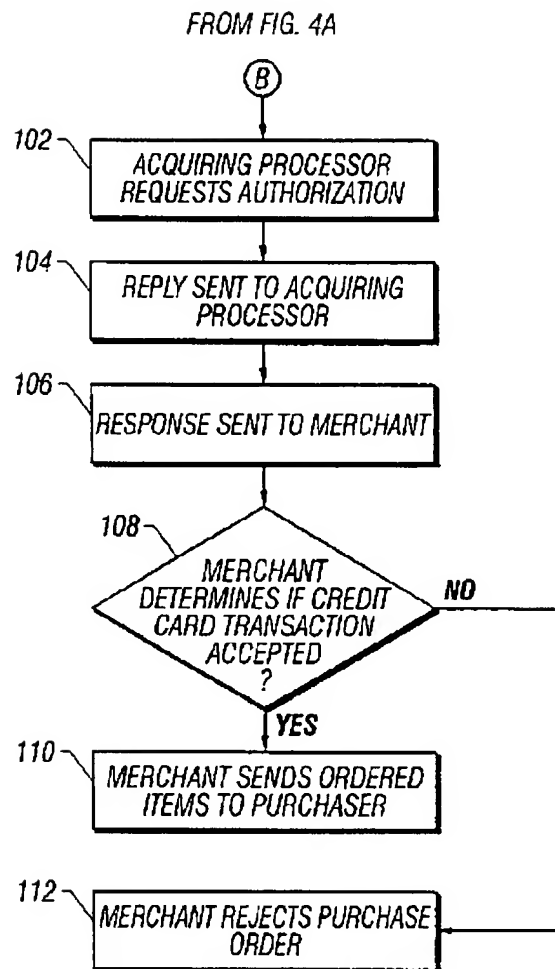 FROM FIG. 4A
B
102
ACQUIRING PROCESSOR
REQUESTS AUTHORIZATION
104
REPLY SENT TO ACQUIRING
PROCESSOR
106
RESPONSE SENT TO MERCHANT
108
MERCHANT
DETERMINES IF CREDIT
CARD TRANSACTION
ACCEPTED
?
NO
YES
110
MERCHANT SENDS ORDERED
ITEMS TO PURCHASER
112
MERCHANT REJECTS PURCHASE
ORDER